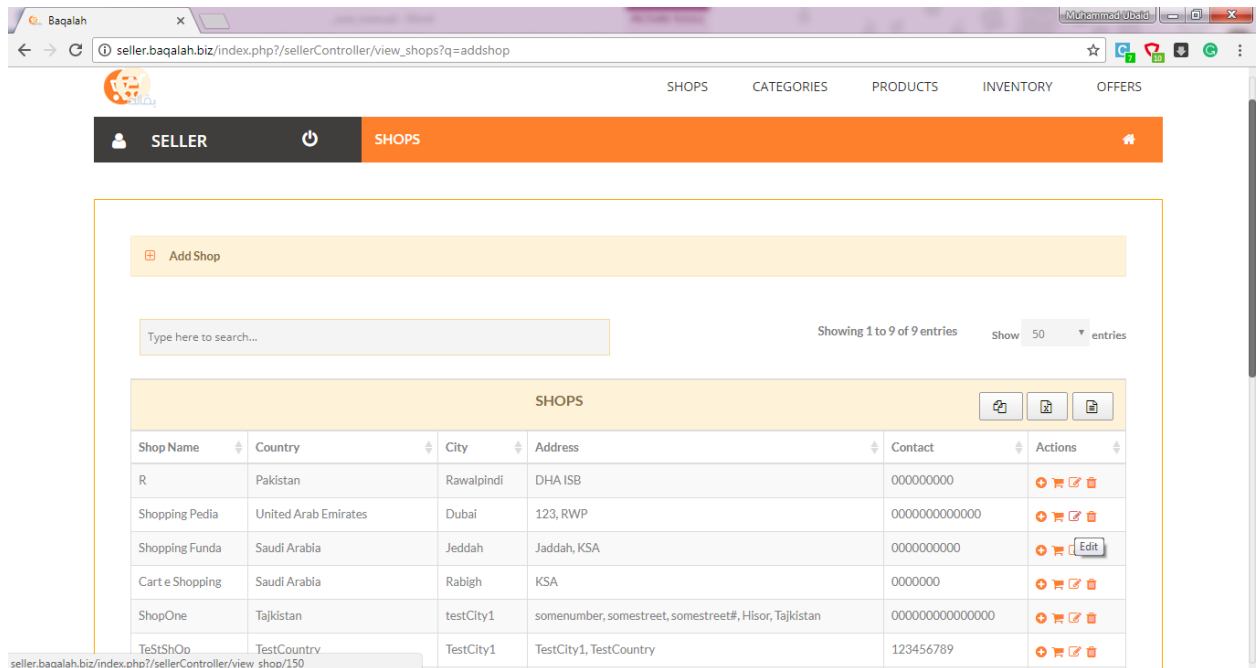 Baqalah
Muhammad Ubaid
seller.baqalah.biz/index.php?/sellerController/view_shops?q=addshop
7
10
بقالة
SHOPS CATEGORIES PRODUCTS INVENTORY OFFERS
SELLER SHOPS
Add Shop
Type here to search... Showing 1 to 9 of 9 entries Show 50 entries
SHOPS
Shop Name Country City Address Contact Actions
R Pakistan Rawalpindi DHA ISB 000000000
Shopping Pedia United Arab Emirates Dubai 123, RWP 0000000000000
Shopping Funda Saudi Arabia Jeddah Jaddah, KSA 0000000000
Edit
Cart e Shopping Saudi Arabia Rabigh KSA 0000000
ShopOne Tajkistan testCity1 somenumber, somestreet, somestreet#, Hisor, Tajkistan 000000000000000
TeStShOp TestCountry TestCity1 TestCity1, TestCountry 123456789
seller.baqalah.biz/index.php?/sellerController/view_shop/150